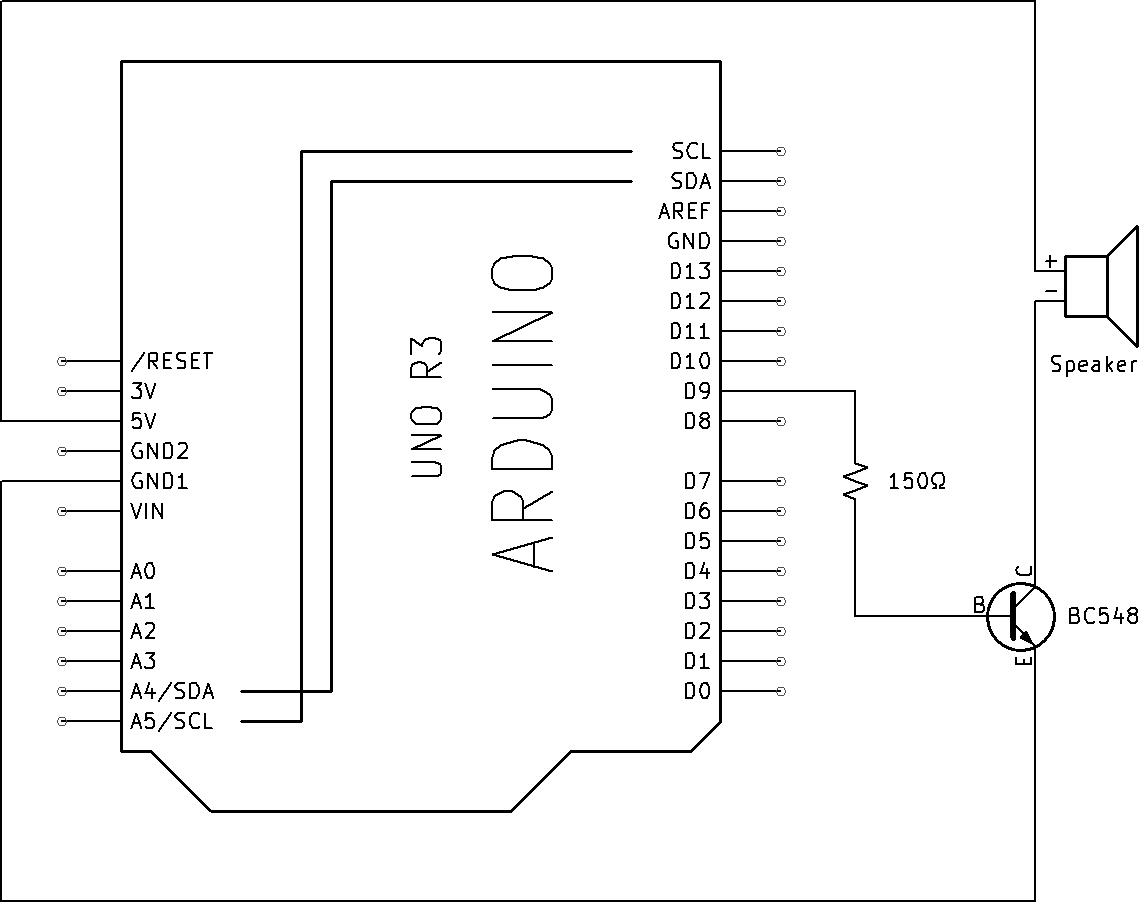 /RESET
3V
5V
GND2
GND1
VIN
A0
A1
A2
A3
A4/SDA
A5/SCL
UNO R3
ARDUINO
SCL
SDA
AREF
GND
D13
D12
D11
D10
D9
D8
D7
D6
D5
D4
D3
D2
D1
D0
150Ω
+
-
Speaker
C
B
E
BC548